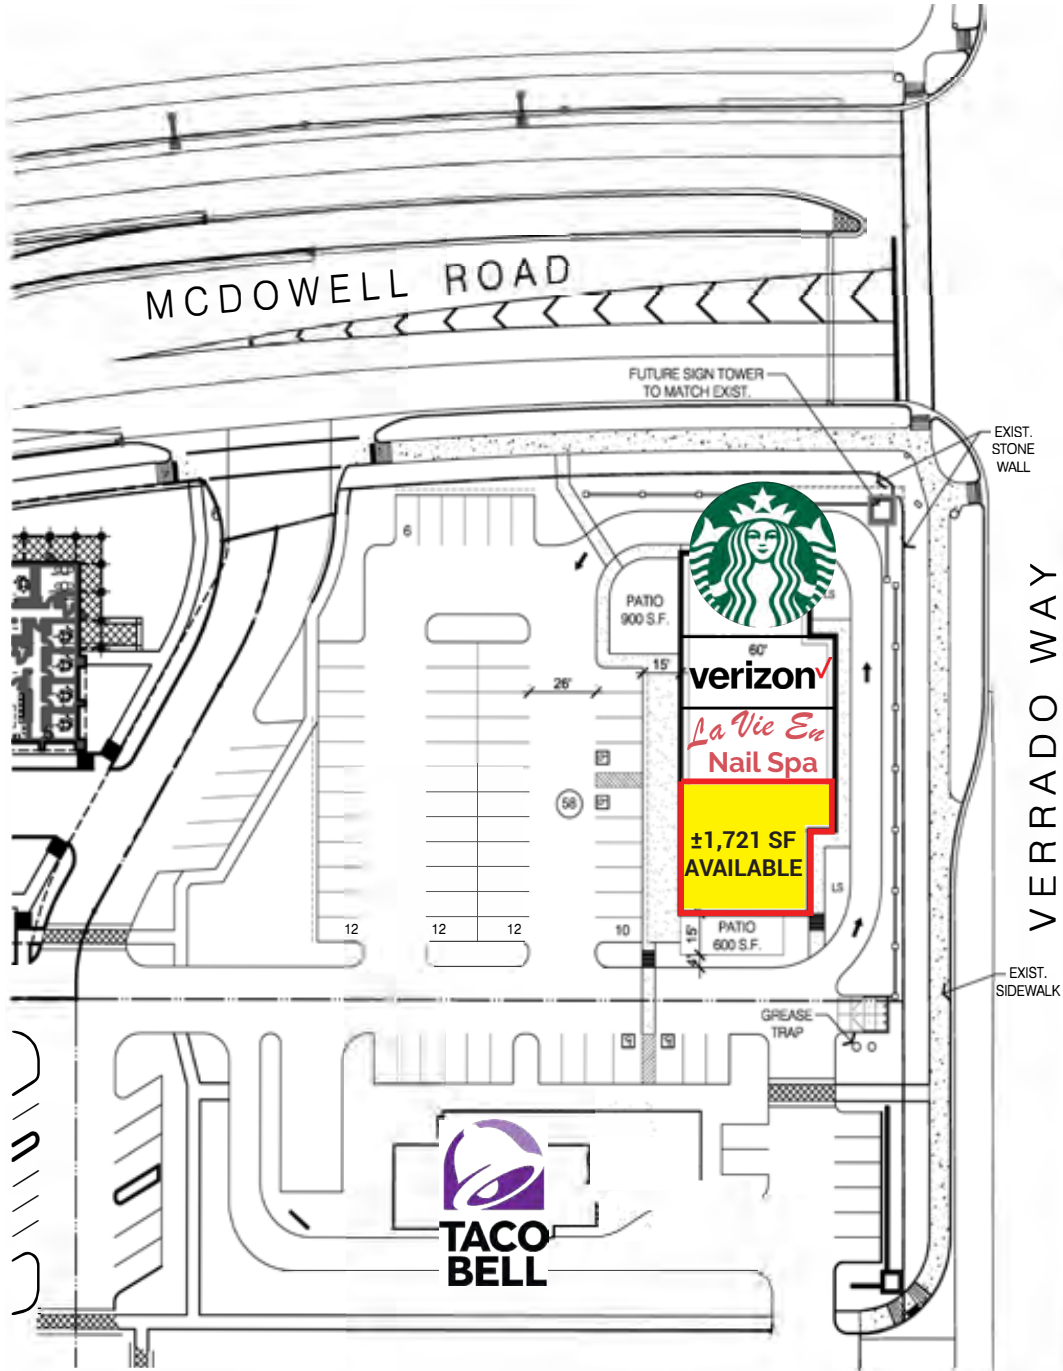 MCDOWELL ROAD
FUTURE SIGN TOWER
TO MATCH EXIST.
EXIST.
STONE
WALL
6
PATIO
900 S.F.
LS
60'
15'
verizon
26'
La Vie En
Nail Spa
58
±1,721 SF
AVAILABLE
LS
VERRADO WAY
12
12
12
10
15'
PATIO
600 S.F.
4'
EXIST.
SIDEWALK
GREASE
TRAP
TACO
BELL